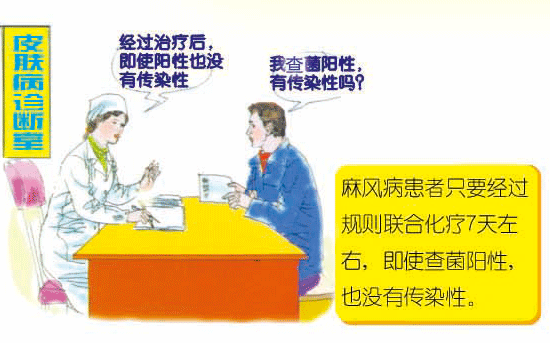 皮肤病诊断室
经过治疗后，
即使阳性也没
有传染性
我查菌阳性，
有传染性吗？
麻风病患者只要经过
规则联合化疗7天左
右，即使查菌阳性，
也没有传染性。